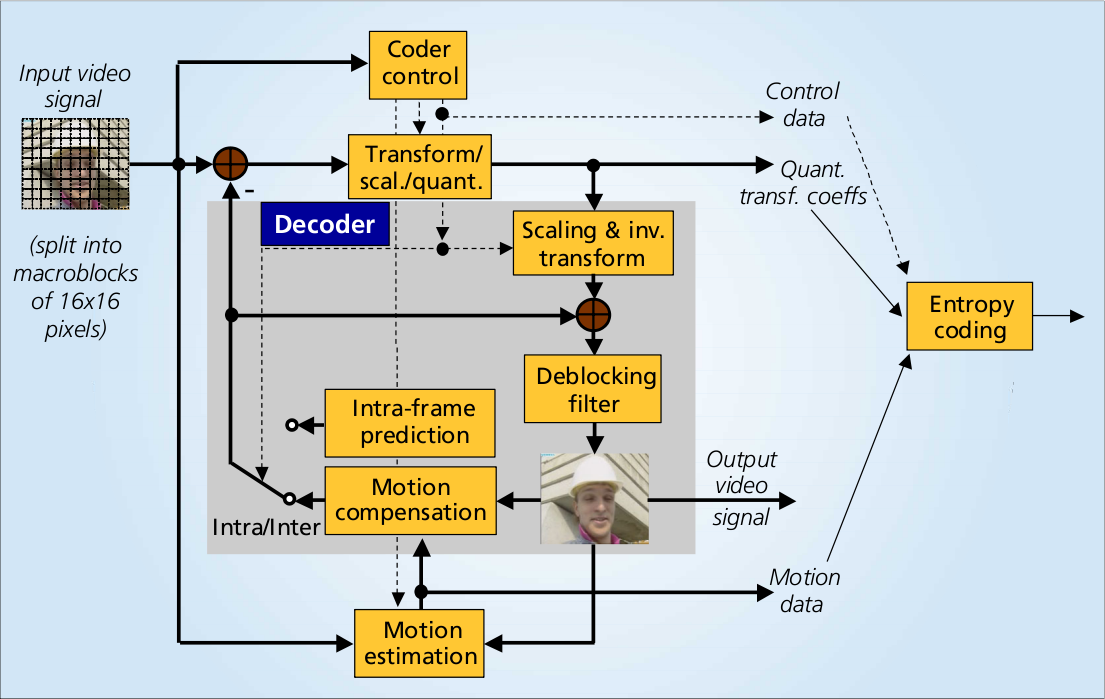 Input video
signal
(split into
macroblocks
of 16x16
pixels)
Coder
control
Transform/
scal./quant.
-
Decoder
Scaling & inv.
transform
Deblocking
filter
Intra-frame
prediction
Motion
compensation
Intra/Inter
Motion
estimation
Control
data
Quant.
transf. coeffs
Entropy
coding
Output
video
signal
Motion
data